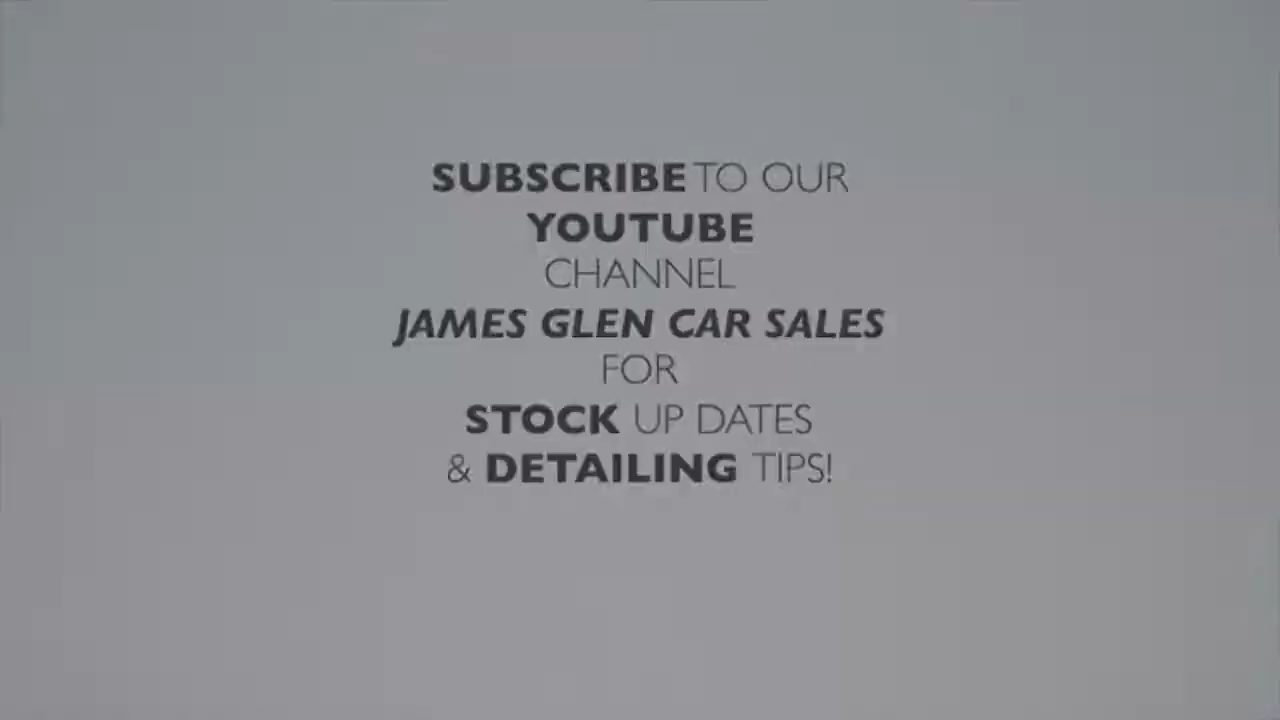 SUBSCRIBE TO OUR
YOUTUBE
CHANNEL
JAMES GLEN CAR SALES
FOR
STOCK UP DATES
& DETAILING TIPS!